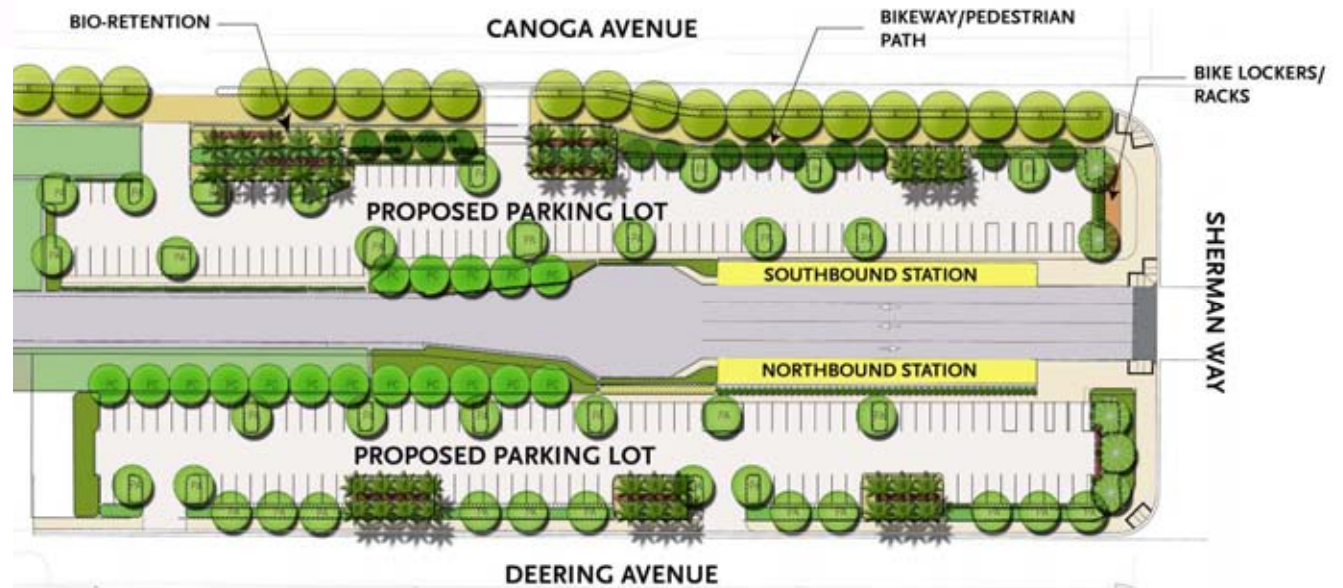 BIO-RETENTION
CANOGA AVENUE
BIKEWAY/PEDESTRIAN
PATH
BIKE LOCKERS/
RACKS
PROPOSED PARKING LOT
SOUTHBOUND STATION
SHERMAN WAY
NORTHBOUND STATION
PROPOSED PARKING LOT
DEERING AVENUE